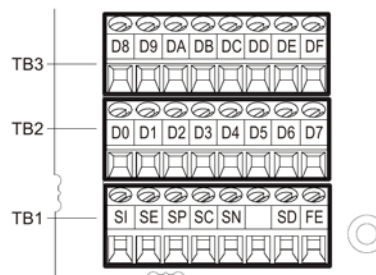 D8 D9 DA DB DC DD DE DF
TB3
D0 D1 D2 D3 D4 D5 D6 D7
TB2
SI SE SP SC SN SD FE
TB1